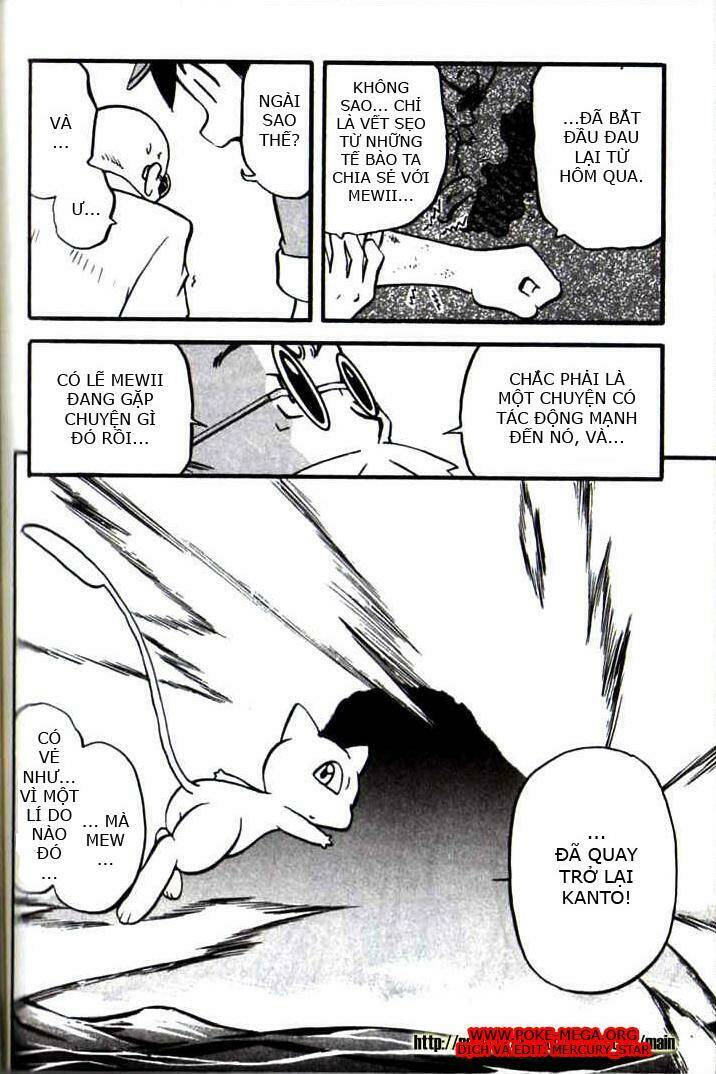 VÀ
...
Ư...
NGÀI
SAO
THẾ?
KHÔNG
SAO... CHỈ
LÀ VẾT SẸO
TỪ NHỮNG
TẾ BÀO TA
CHIA SẺ VỚI
MEWII...
...ĐÃ BẮT
ĐẦU ĐAU
LẠI TỪ
HÔM QUA.
CÓ LẼ MEWII
ĐANG GẶP
CHUYỆN GÌ
ĐÓ RỒI...
CHẮC PHẢI LÀ
MỘT CHUYỆN CÓ
TÁC ĐỘNG MẠNH
ĐẾN NÓ, VÀ...
CÓ
VẺ
NHƯ...
VÌ MỘT
LÍ DO
NÀO
ĐÓ
...
... MÀ
MEW
...
...
ĐÃ QUAY
TRỞ LẠI
KANTO!
WWW.POKE-MEGA.ORG
http:// /main
DỊCH VÀ EDIT: MERCURY_STAR